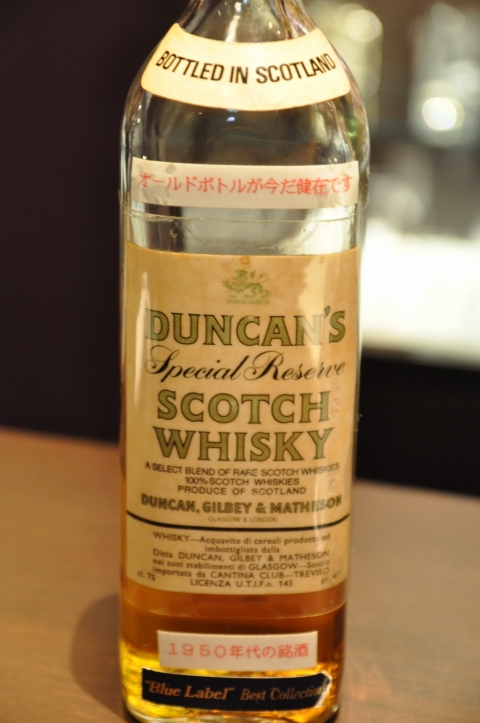 BOTTLED IN SCOTLAND
オールドボトルが今だ健在です
DUNCAN'S
Special Reserve
SCOTCH
WHISKY
A SELECT BLEND OF RARE SCOTCH WHISKIES
100% SCOTCH WHISKIES
PRODUCE OF SCOTLAND
DUNCAN, GILBEY & MATHESON
GLASGOW & LONDON
WHISKY—Acquavite di cereali prodotto ed
imbottigliata dalla
Ditta DUNCAN, GILBEY & MATHESON
nei suoi stabilimenti di GLASGOW—Scozia
importata da CANTINA CLUB—TREVISO
cl. 75 LICENZA U.T.I.F.n. 143
1950年代の銘酒
"Blue Label" Best Collection